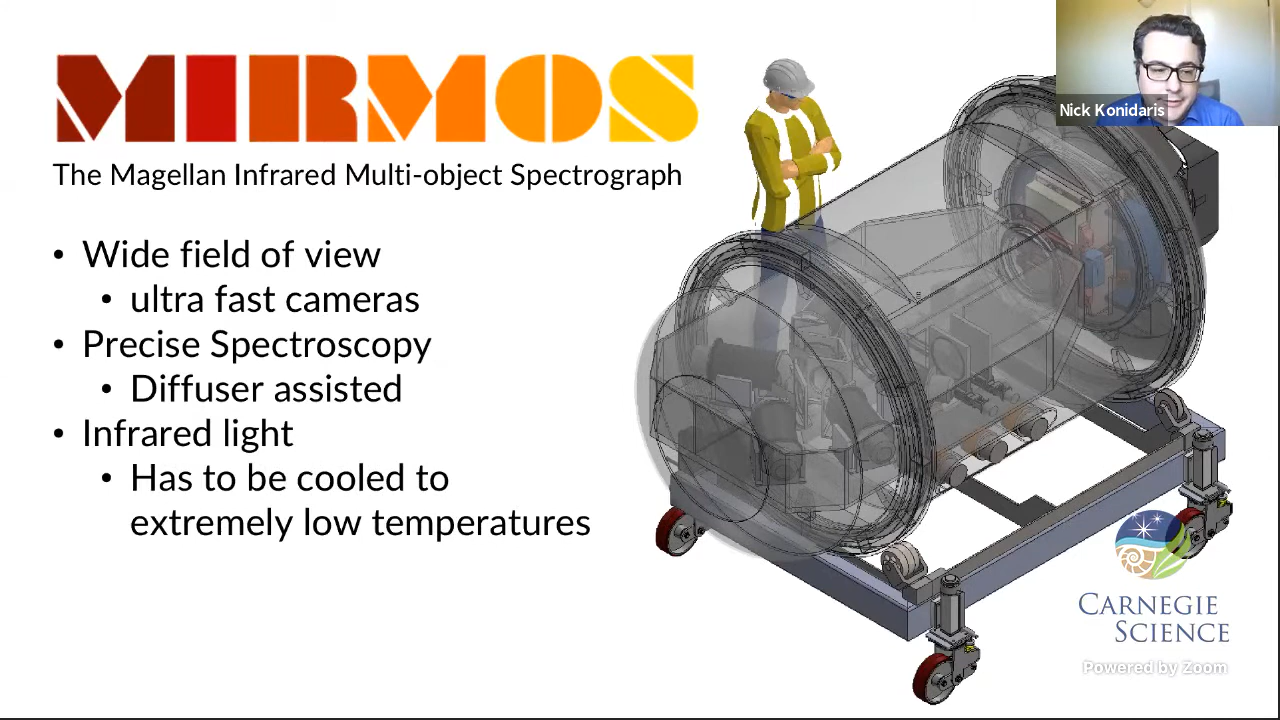 MIRMOS
The Magellan Infrared Multi-object Spectrograph
• Wide field of view
• ultra fast cameras
• Precise Spectroscopy
• Diffuser assisted
• Infrared light
• Has to be cooled to
extremely low temperatures
Nick Konidaris
CARNEGIE
SCIENCE
Powered by Zoom